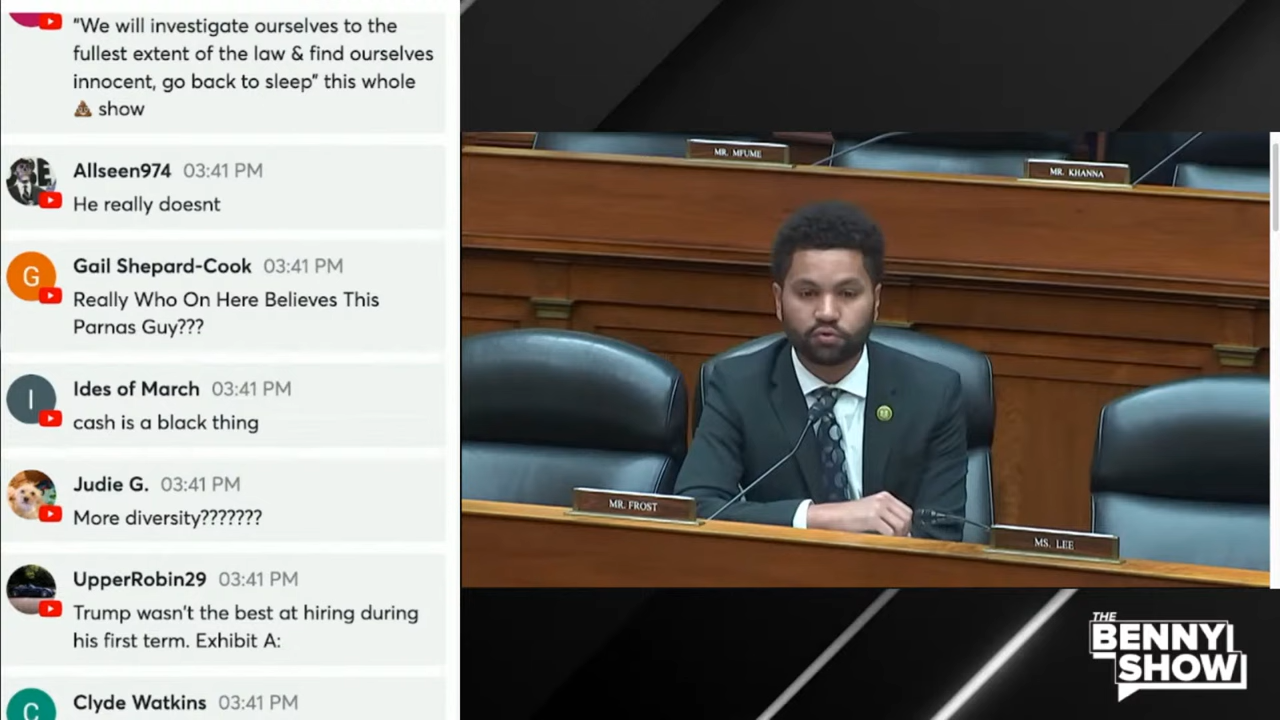 "We will investigate ourselves to the
fullest extent of the law & find ourselves
innocent, go back to sleep" this whole
💩 show
Allseen974 03:41 PM
He really doesnt
G
Gail Shepard-Cook 03:41 PM
Really Who On Here Believes This
Parnas Guy???
I
Ides of March 03:41 PM
cash is a black thing
Judie G. 03:41 PM
More diversity???????
UpperRobin29 03:41 PM
Trump wasn't the best at hiring during
his first term. Exhibit A:
C
Clyde Watkins 03:41 PM
MR. MFUME
MR. KHANNA
MR. FROST
MS. LEE
THE
BENNY
SHOW